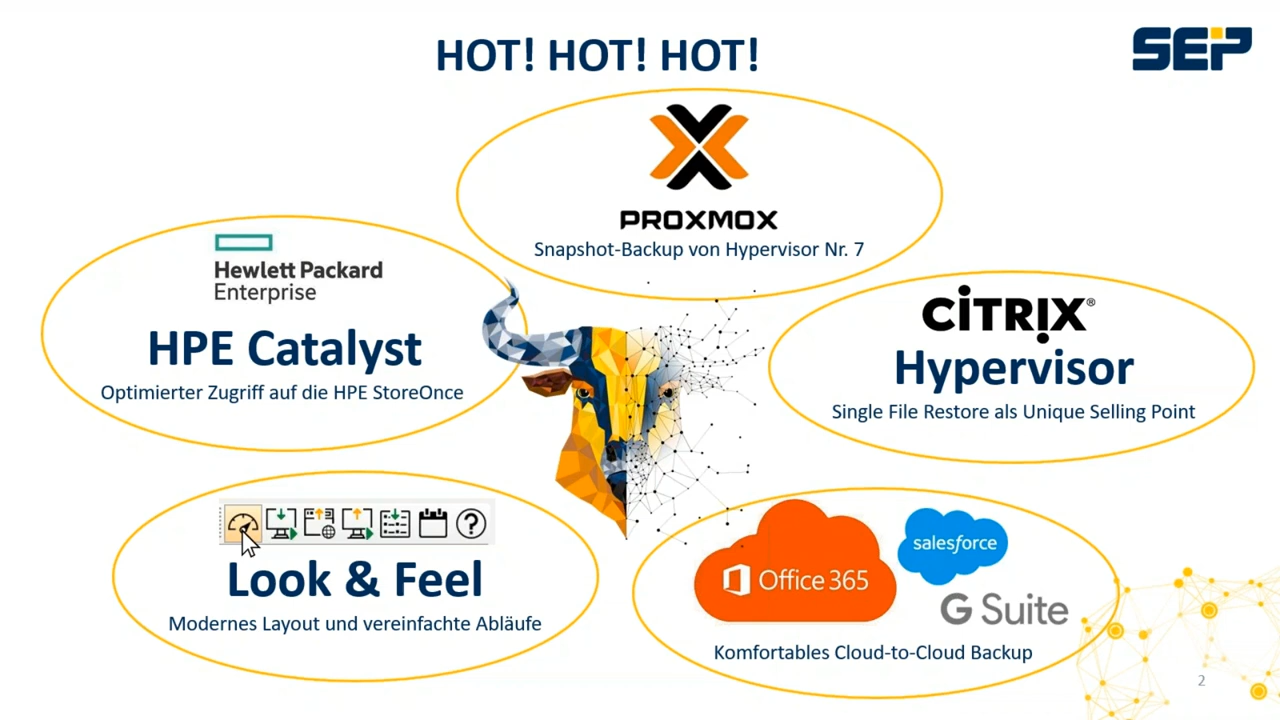 HOT! HOT! HOT!
SEP
PROXMOX
Snapshot-Backup von Hypervisor Nr. 7
Hewlett Packard
Enterprise
HPE Catalyst
Optimierter Zugriff auf die HPE StoreOnce
CiTRIX®
Hypervisor
Single File Restore als Unique Selling Point
Look & Feel
Modernes Layout und vereinfachte Abläufe
Office 365
salesforce
G Suite
Komfortables Cloud-to-Cloud Backup
2